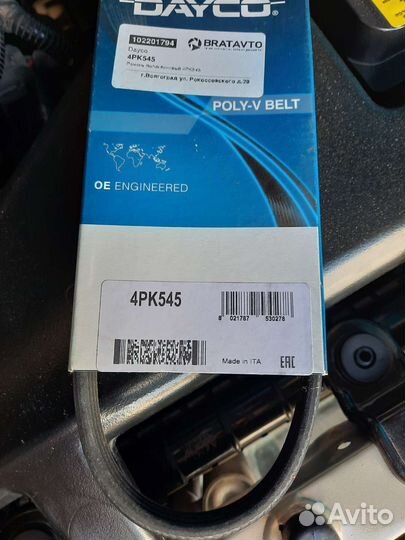 DAYCO
102201794
BRATAVTO
Dayco
4PK545
г.Волгоград ул. Рокоссовского д.
POLY-V BELT
OE ENGINEERED
4PK545
8 021787 530278
Made in ITA
EAC
Avito